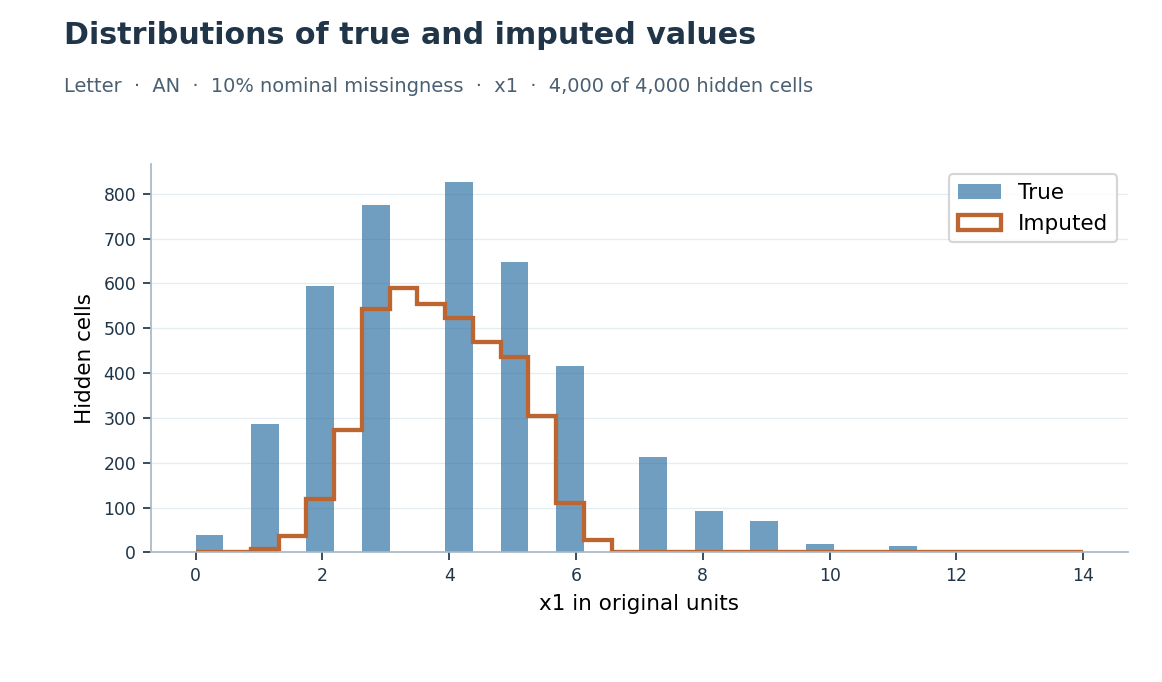 Distributions of true and imputed values
Letter · AN · 10% nominal missingness · x1 · 4,000 of 4,000 hidden cells
True
Imputed
Hidden cells
800
700
600
500
400
300
200
100
0
0 2 4 6 8 10 12 14
x1 in original units